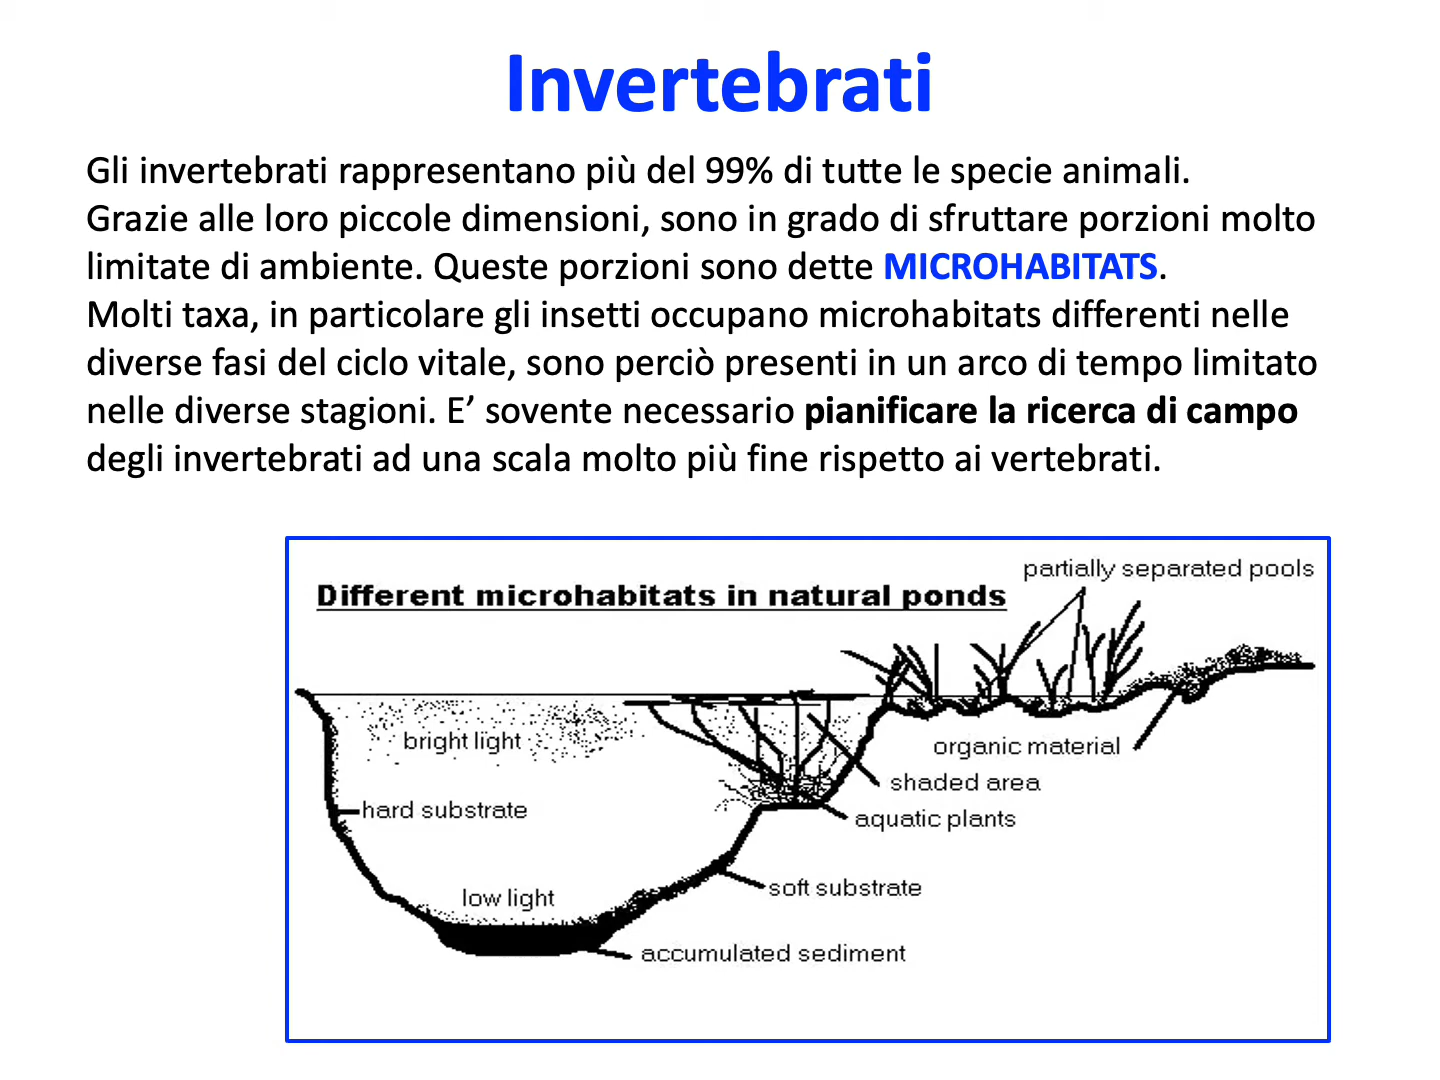 Invertebrati
Gli invertebrati rappresentano più del 99% di tutte le specie animali.
Grazie alle loro piccole dimensioni, sono in grado di sfruttare porzioni molto
limitate di ambiente. Queste porzioni sono dette MICROHABITATS.
Molti taxa, in particolare gli insetti occupano microhabitats differenti nelle
diverse fasi del ciclo vitale, sono perciò presenti in un arco di tempo limitato
nelle diverse stagioni. E’ sovente necessario pianificare la ricerca di campo
degli invertebrati ad una scala molto più fine rispetto ai vertebrati.
partially separated pools
Different microhabitats in natural ponds
bright light
organic material
shaded area
hard substrate
aquatic plants
soft substrate
low light
accumulated sediment